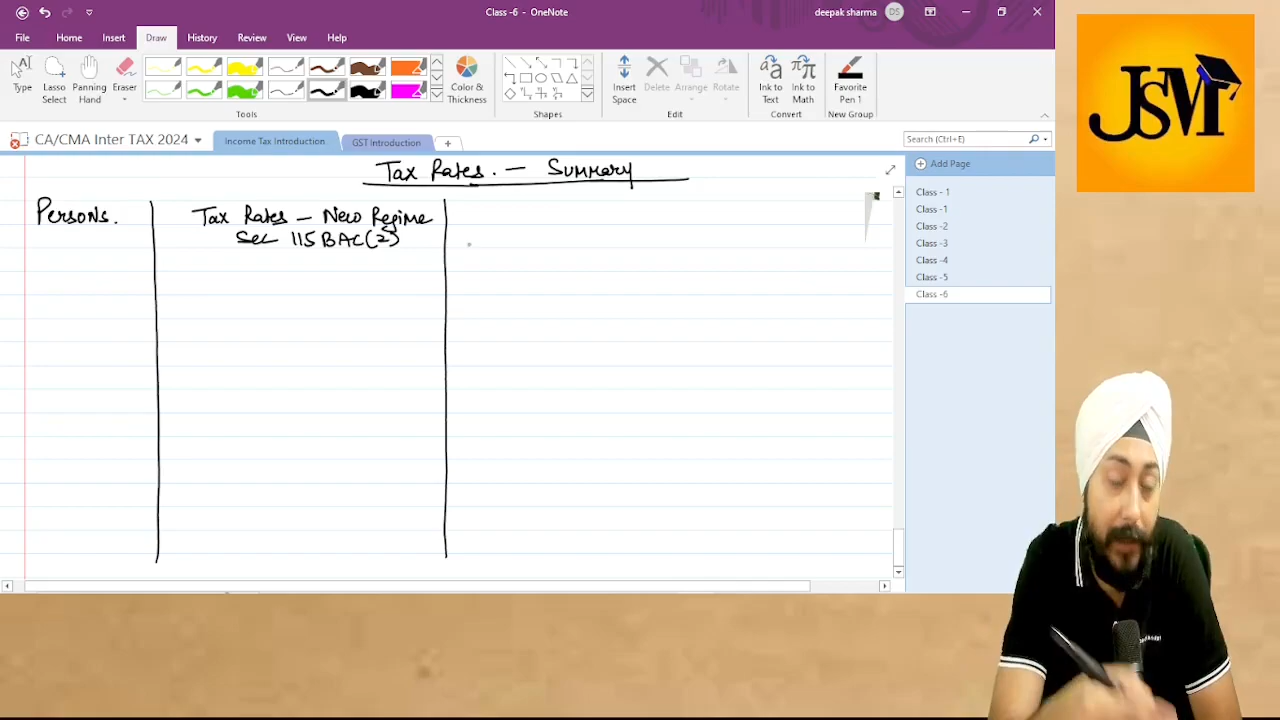 Class -6 - OneNote
deepak sharma
DS
File Home Insert Draw History Review View Help
Type
Lasso Select
Panning Hand
Eraser
Color & Thickness
Insert Space
Delete
Arrange
Rotate
Ink to Text
Ink to Math
Favorite Pen 1
Tools
Shapes
Edit
Convert
New Group
CA/CMA Inter TAX 2024
Income Tax Introduction
GST Introduction
Search (Ctrl+E)
Add Page
Class - 1
Class -1
Class -2
Class -3
Class -4
Class -5
Class -6
Tax Rates. - Summary
Persons.
Tax Rates - New Regime
Sec 115BAC(2)
JSM